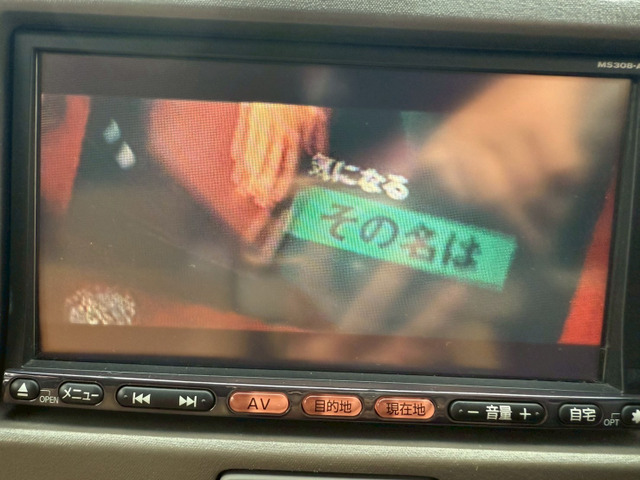 MS308-A
気になる
その名は
OPEN
メニュー
AV
目的地
現在地
− 音量 +
自宅
OPT